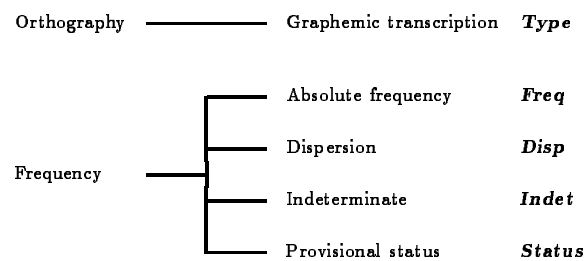 Orthography Graphemic transcription Type
Absolute frequency Freq
Dispersion Disp
Frequency
Indeterminate Indet
Provisional status Status